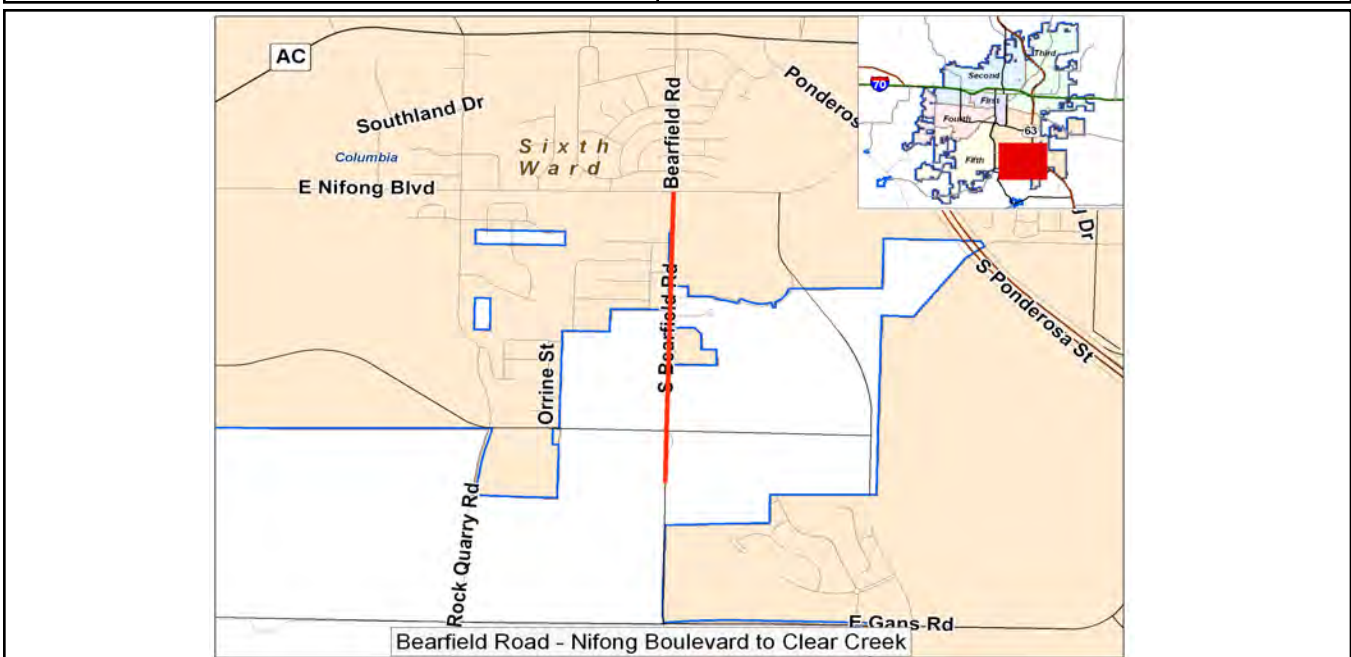 AC
Southland Dr
Columbia
Sixth
Ward
E Nifong Blvd
Bearfield Rd
Ponderos
Third
Second
70
First
Fourth
63
Fifth
Dr
S Ponderosa St
S Bearfield Rd
Orrine St
Rock Quarry Rd
E Gans Rd
Bearfield Road - Nifong Boulevard to Clear Creek